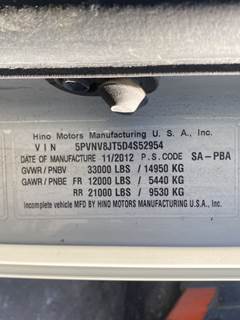 Hino Motors Manufacturing U. S. A., Inc.
V I N 5PVNV8JT5D4S52954
DATE OF MANUFACTURE 11/2012 P.S.CODE SA-PBA
GVWR/PNBV 33000 LBS / 14950 KG
GAWR/PNBE FR 12000 LBS / 5440 KG
RR 21000 LBS / 9530 KG
Incomplete vehicle MFD BY HINO MOTORS MANUFACTURING U.S.A., INC.